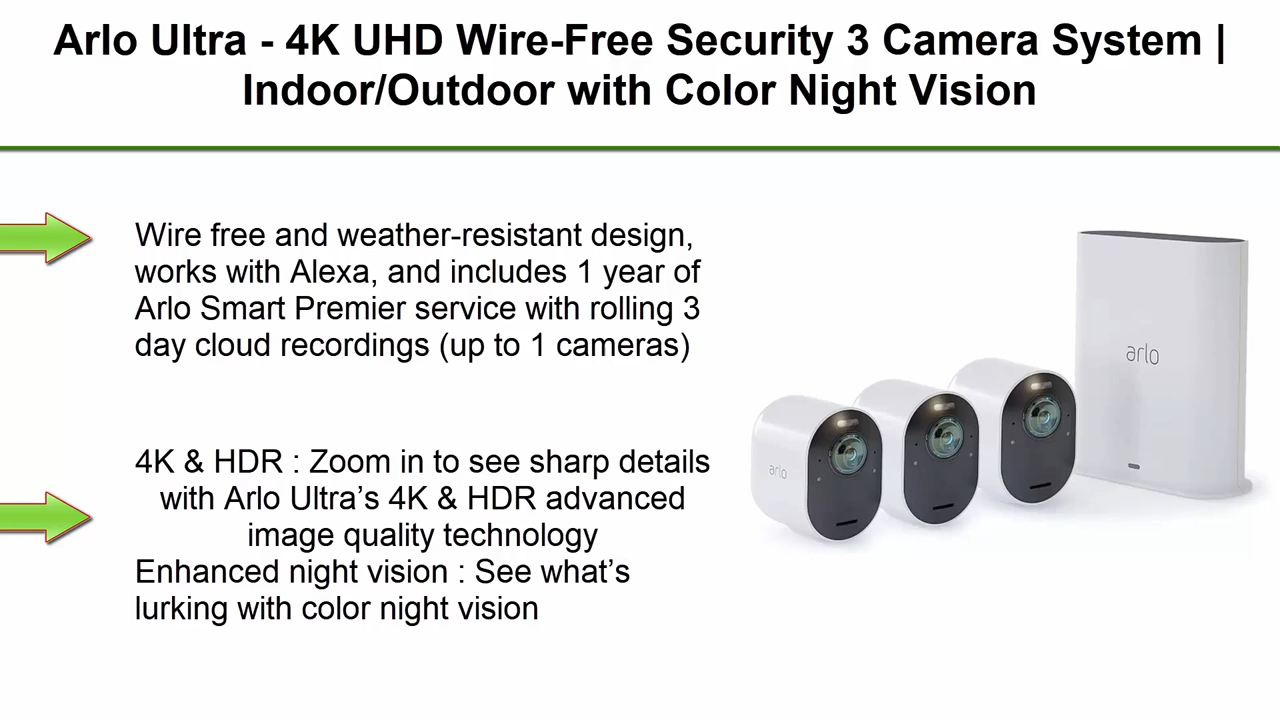 Arlo Ultra - 4K UHD Wire-Free Security 3 Camera System |
Indoor/Outdoor with Color Night Vision
Wire free and weather-resistant design,
works with Alexa, and includes 1 year of
Arlo Smart Premier service with rolling 3
day cloud recordings (up to 1 cameras)
4K & HDR : Zoom in to see sharp details
with Arlo Ultra’s 4K & HDR advanced
image quality technology
Enhanced night vision : See what’s
lurking with color night vision
arlo
arlo